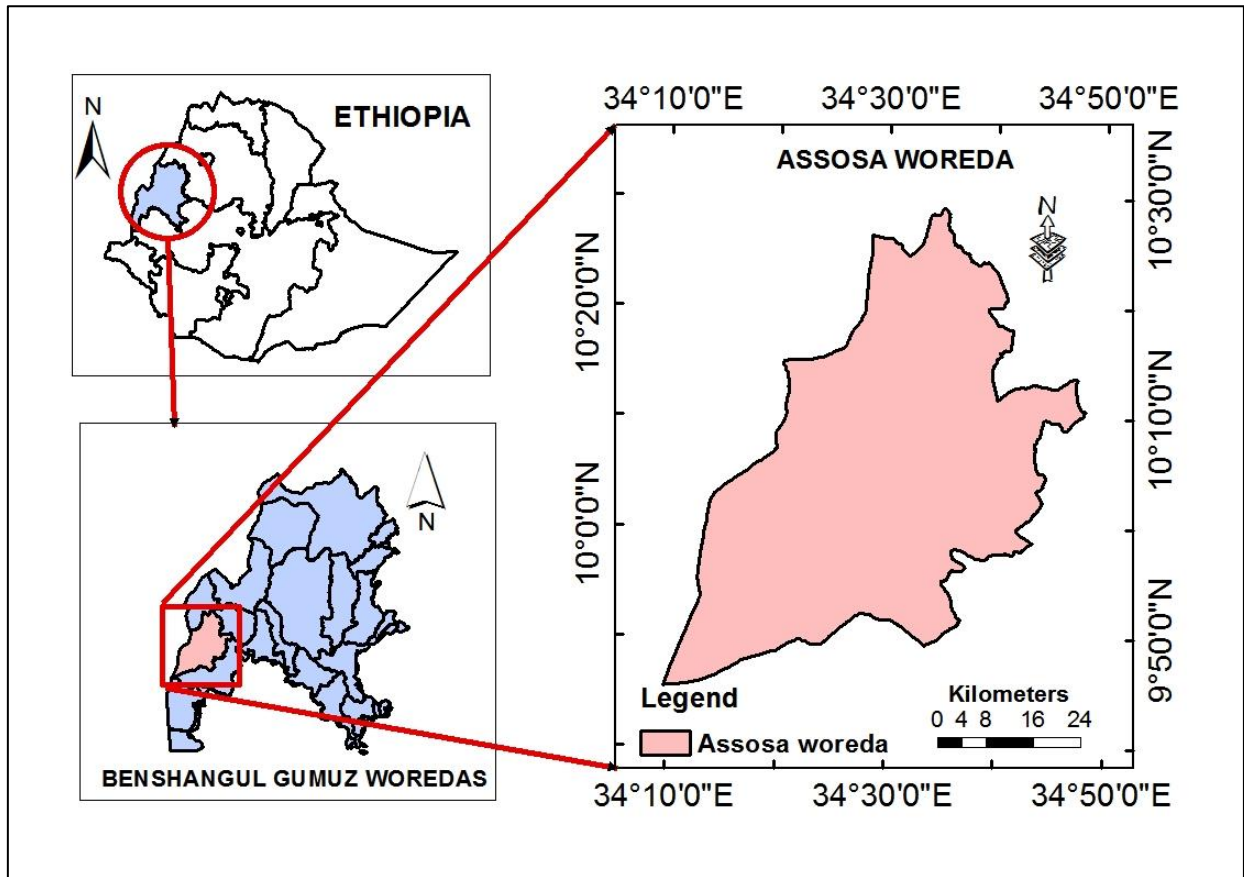 N
ETHIOPIA
N
BENSHANGUL GUMUZ WOREDAS
34°10'0"E 34°30'0"E 34°50'0"E
ASSOSA WOREDA
N
10°20'0"N
10°0'0"N
10°30'0"N
10°10'0"N
9°50'0"N
Legend
Assosa woreda
Kilometers
0 4 8 16 24
34°10'0"E 34°30'0"E 34°50'0"E